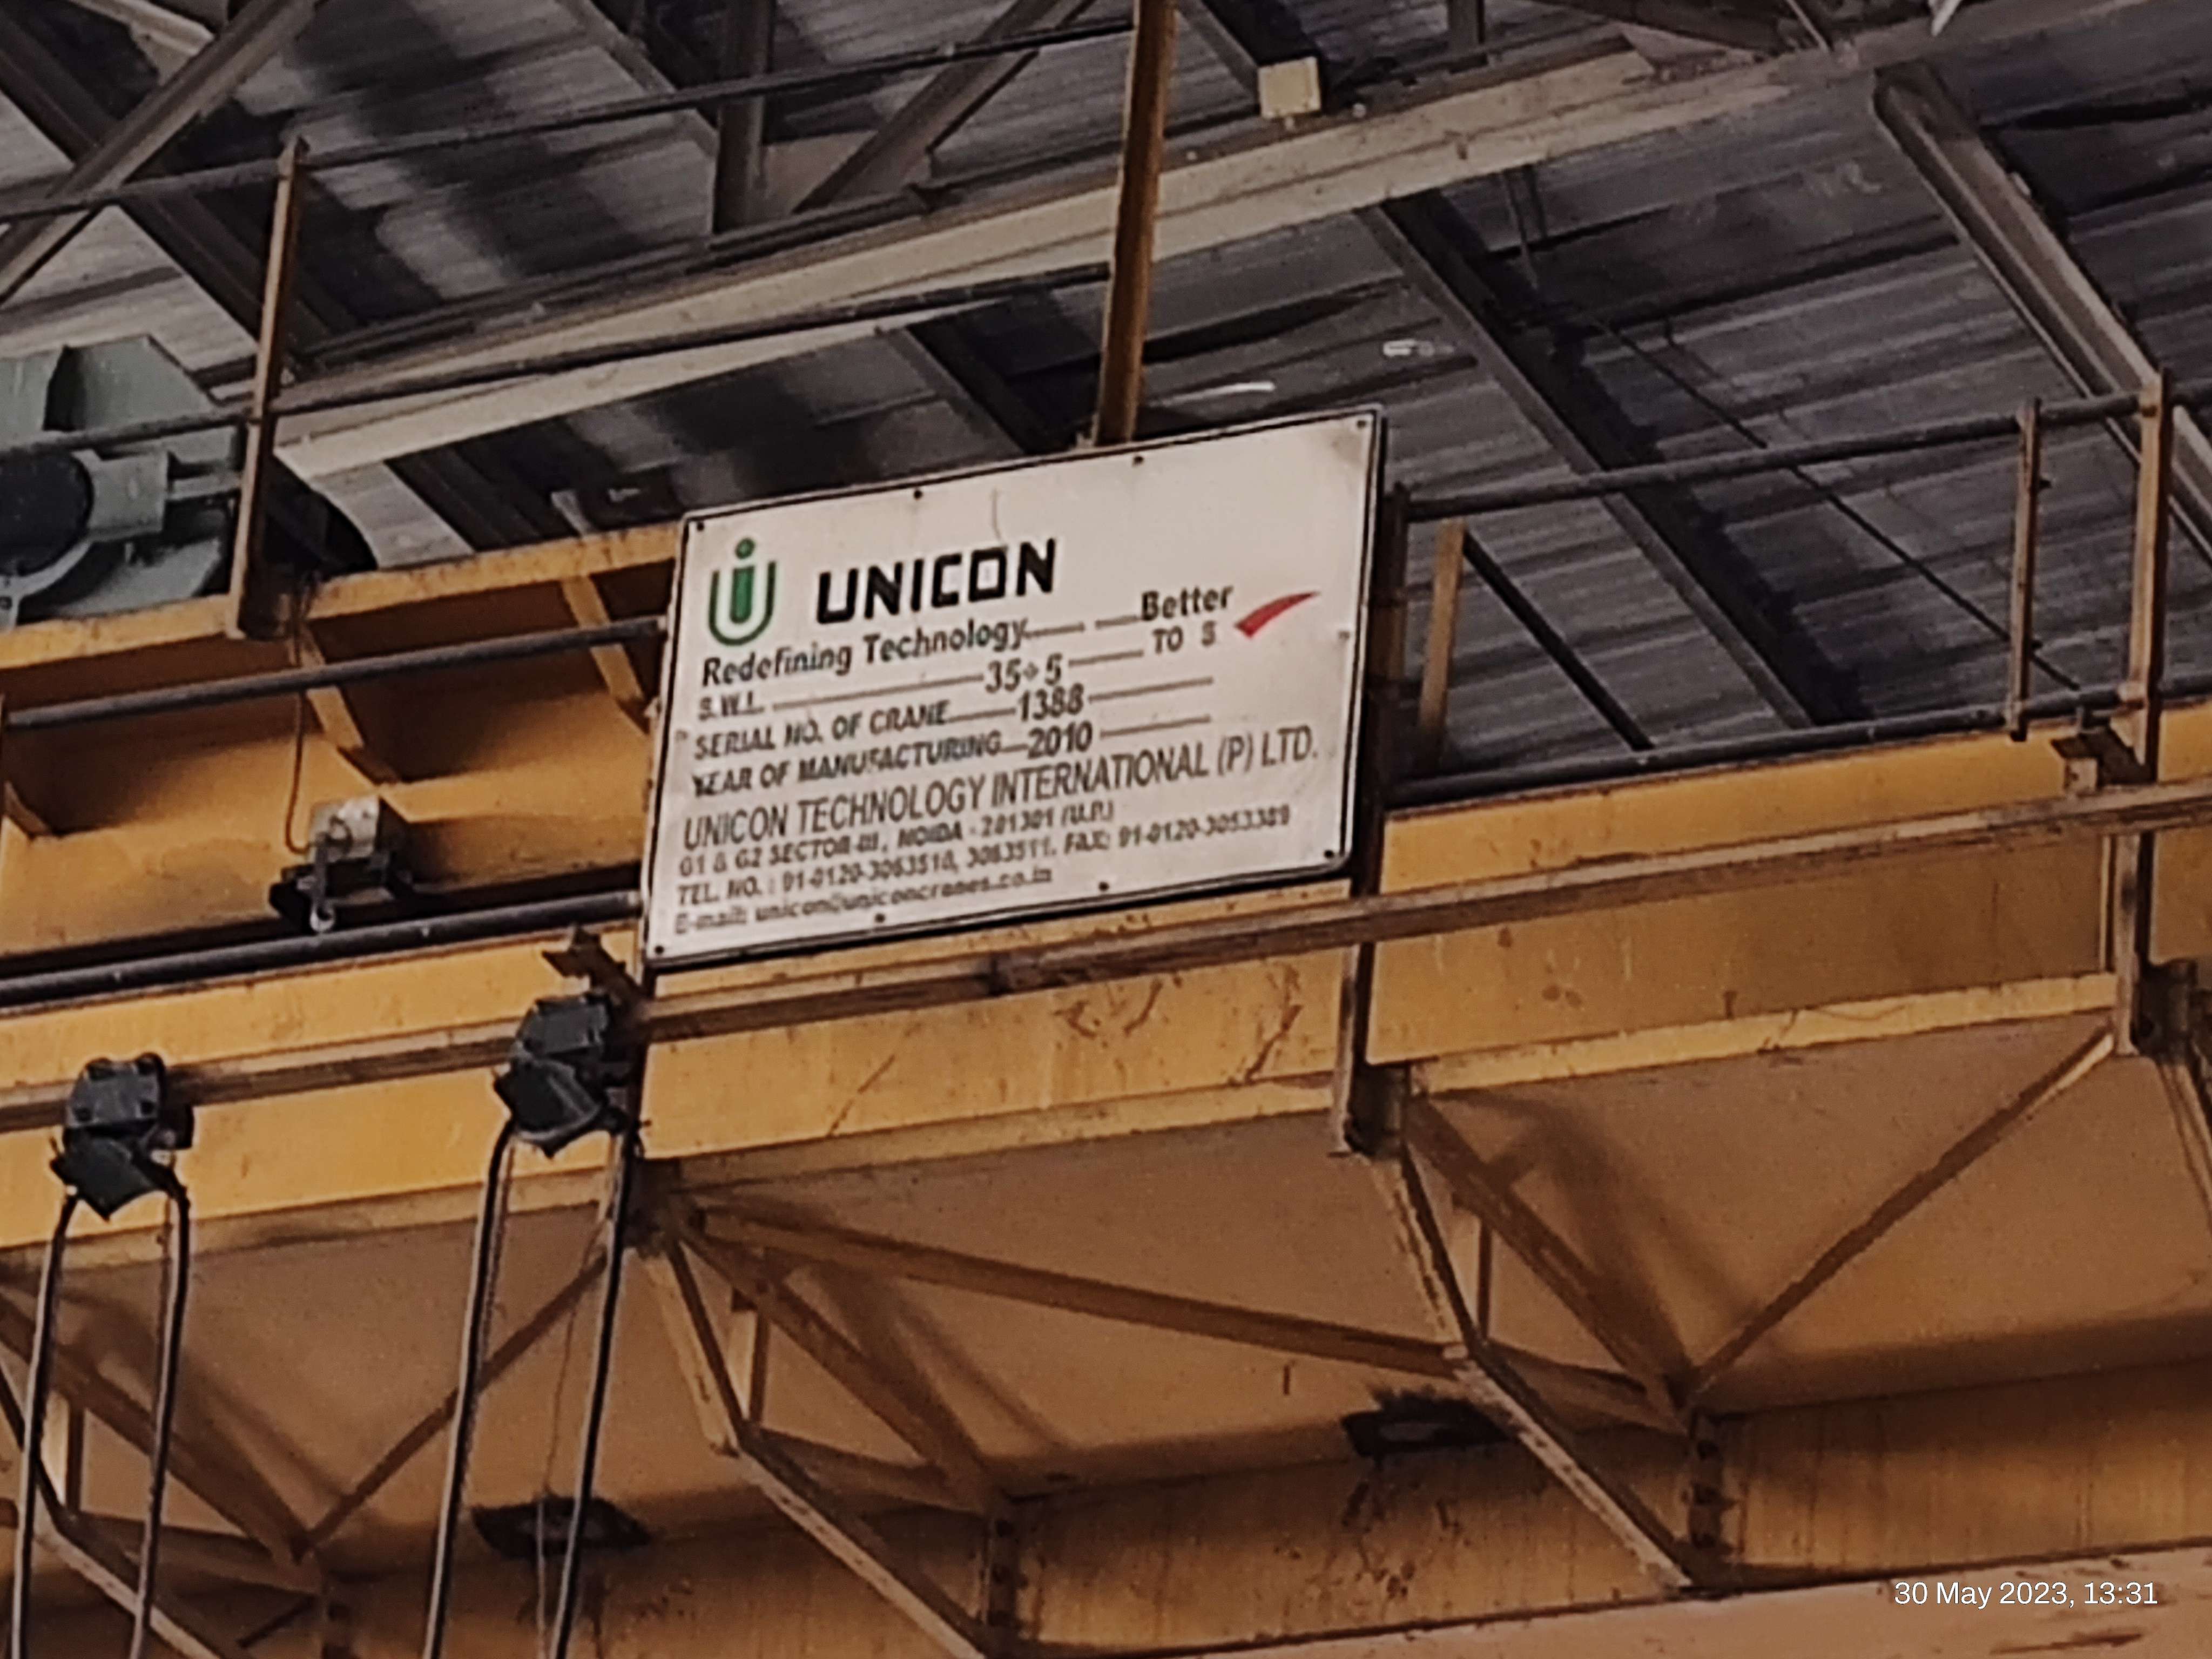 UNICON
Redefining Technology Better
S.W.L. 35+5 TO S
SERIAL NO. OF CRANE 1388
YEAR OF MANUFACTURING 2010
UNICON TECHNOLOGY INTERNATIONAL (P) LTD.
G1 & G2 SECTOR NOIDA - 201301 (U.P.)
TEL. NO. : 91-0120-3063510, 3063511. FAX: 91-0120-3053389
E-mail: unicon@uniconcranes.co.in
30 May 2023, 13:31